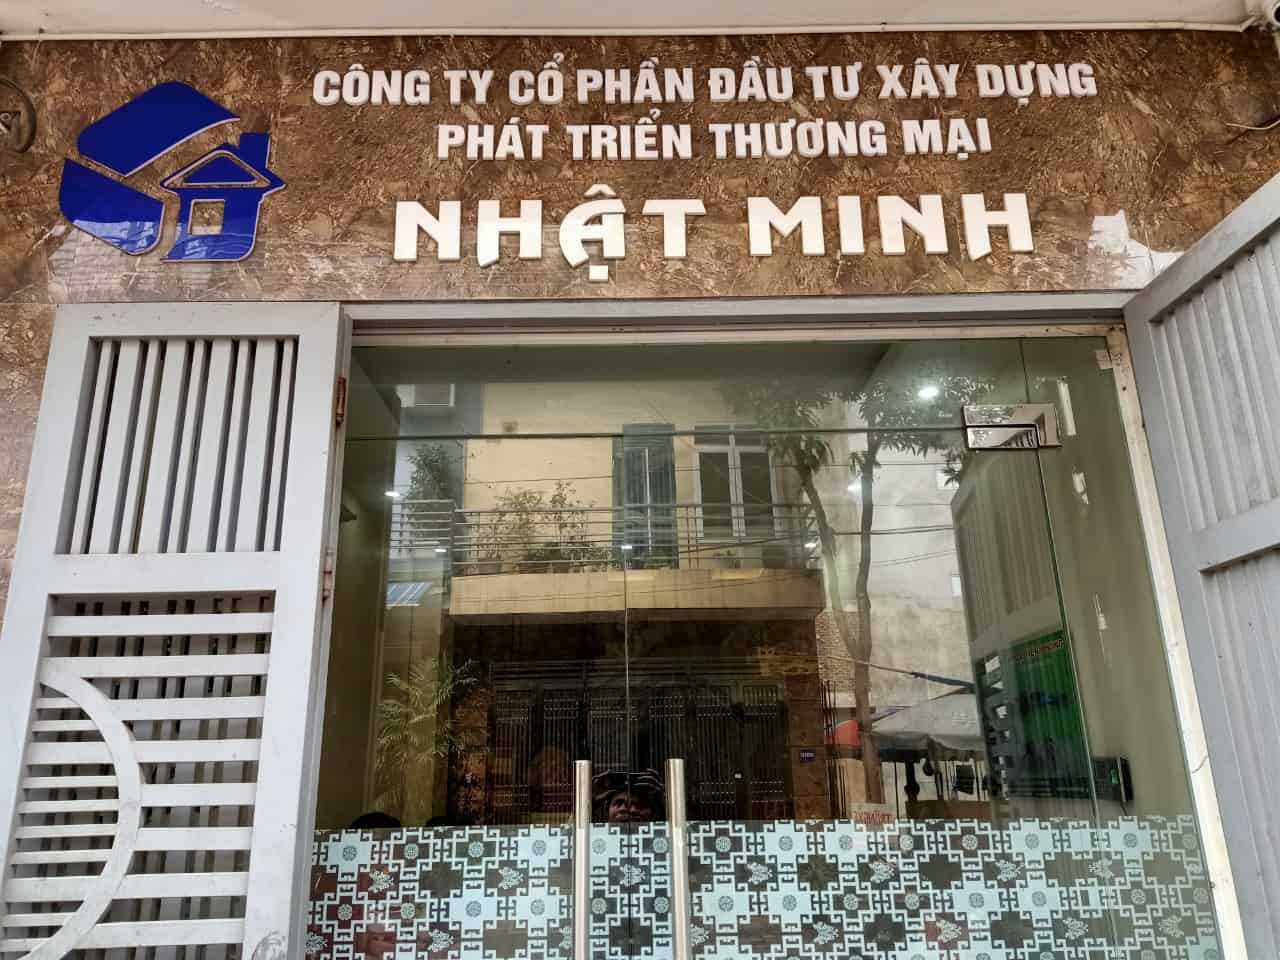 CÔNG TY CỔ PHẦN ĐẦU TƯ XÂY DỰNG
PHÁT TRIỂN THƯƠNG MẠI
NHẬT MINH